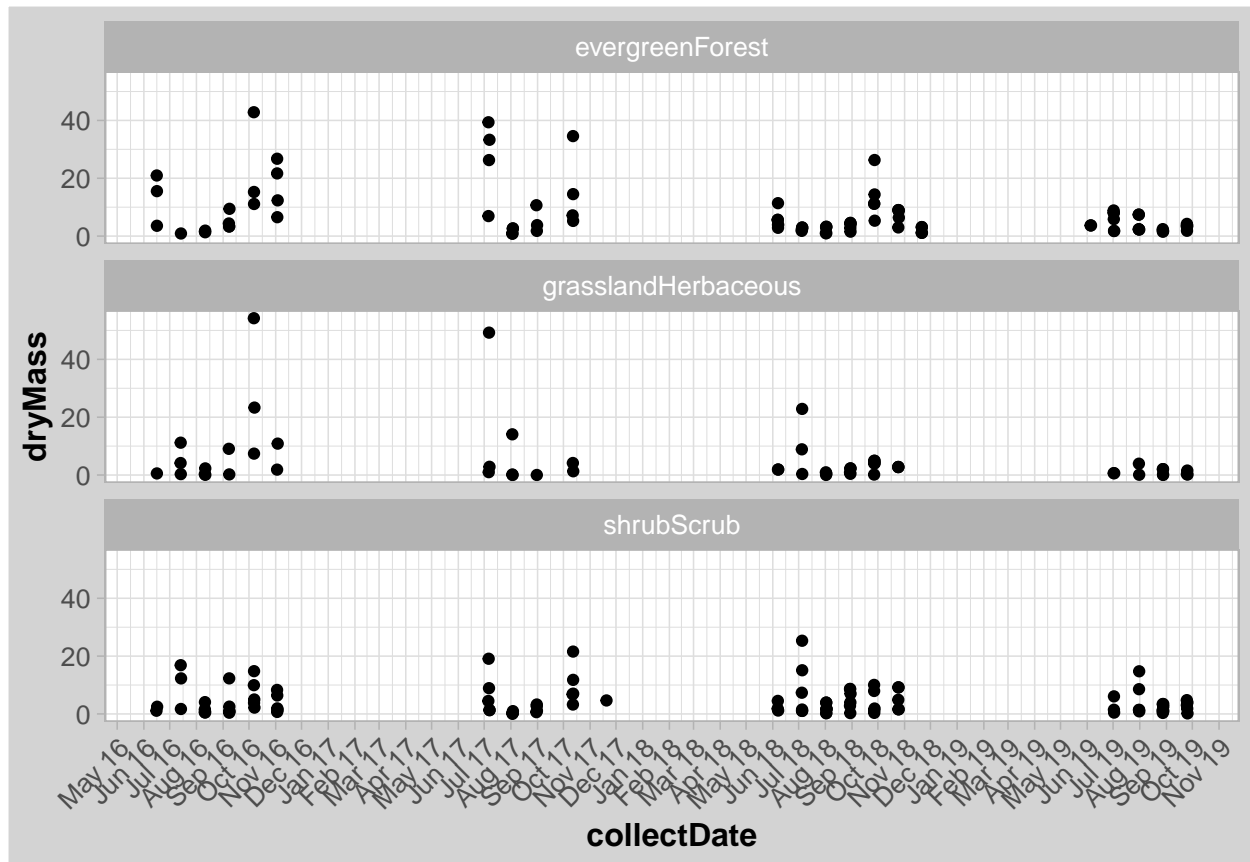 evergreenForest
40
20
0
grasslandHerbaceous
40
20
0
shrubScrub
40
20
0
dryMass
May 16
Jun 16
Jul 16
Aug 16
Sep 16
Oct 16
Nov 16
Dec 16
Jan 17
Feb 17
Mar 17
Apr 17
May 17
Jun 17
Jul 17
Aug 17
Sep 17
Oct 17
Nov 17
Dec 17
Jan 18
Feb 18
Mar 18
Apr 18
May 18
Jun 18
Jul 18
Aug 18
Sep 18
Oct 18
Nov 18
Dec 18
Jan 19
Feb 19
Mar 19
Apr 19
May 19
Jun 19
Jul 19
Aug 19
Sep 19
Oct 19
Nov 19
collectDate